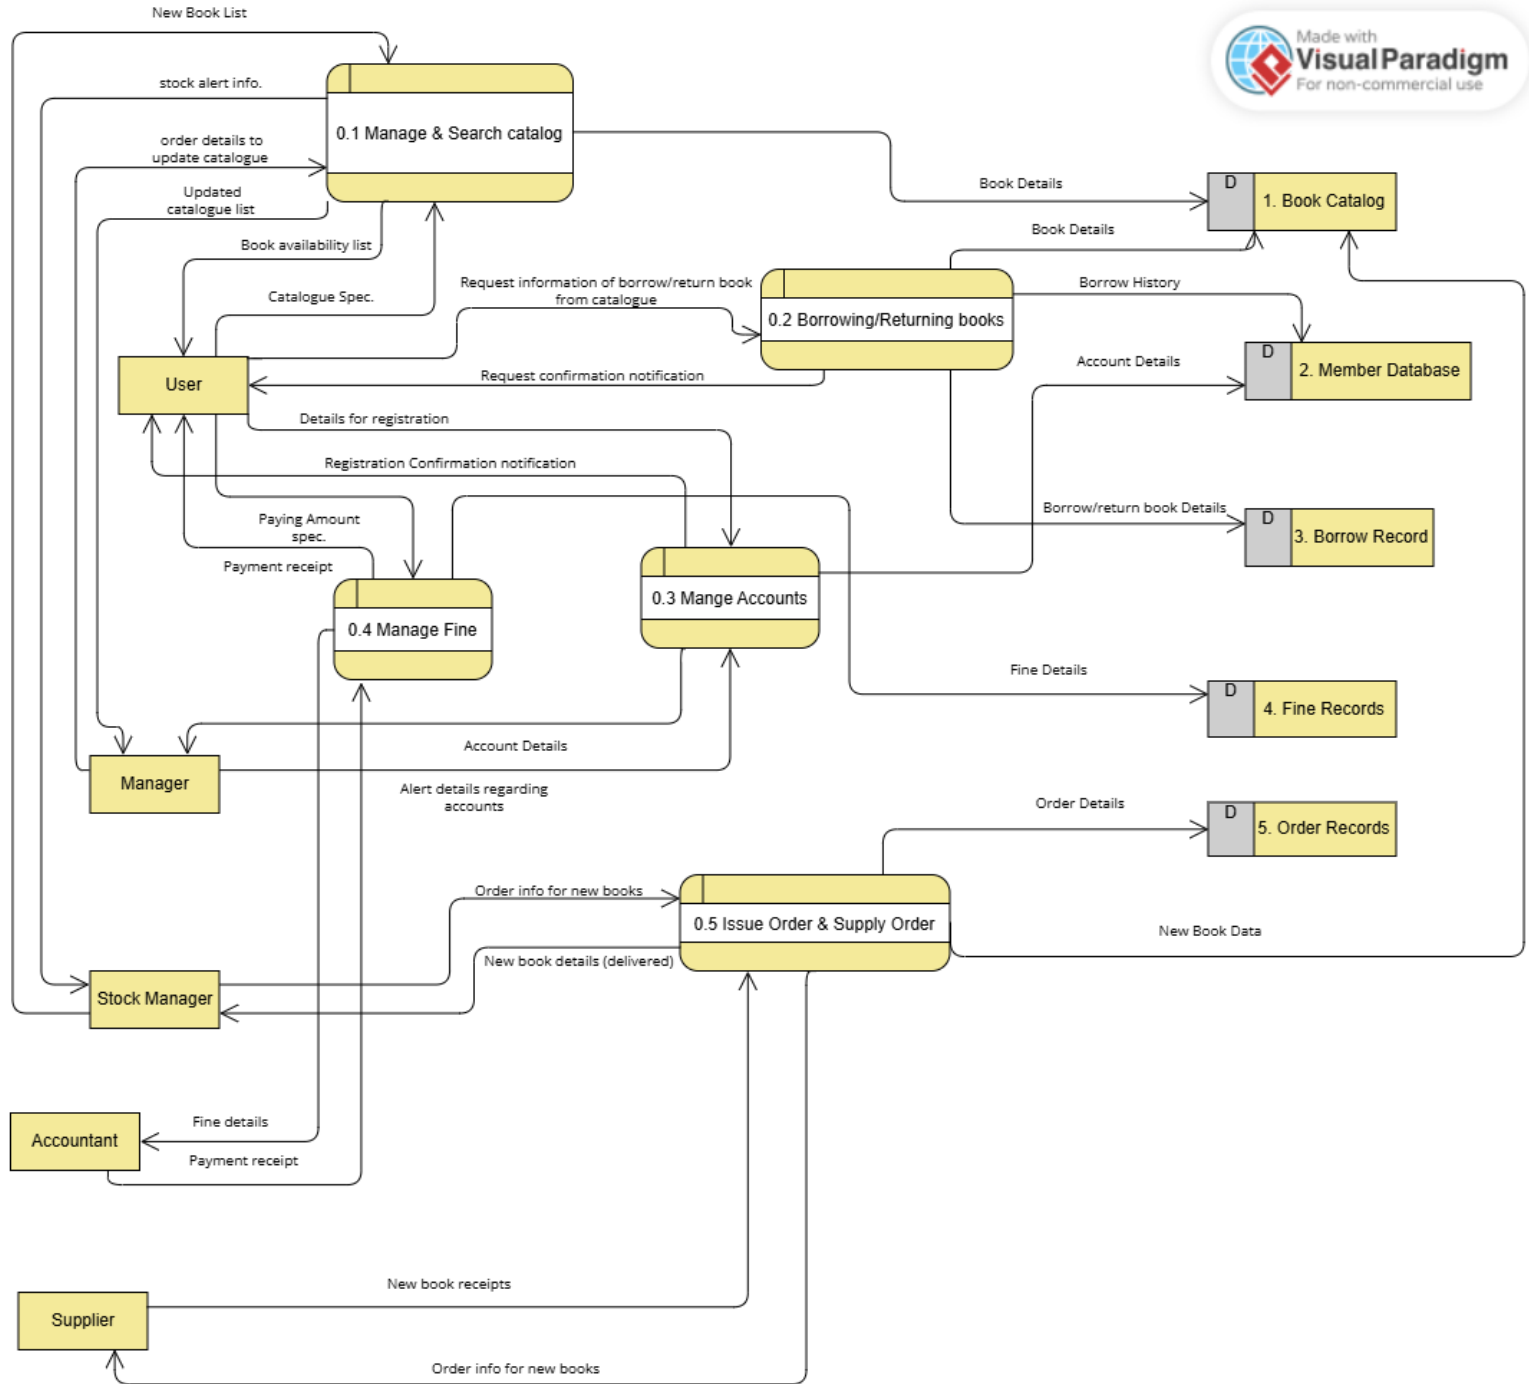 New Book List
Made with
Visual Paradigm
For non-commercial use
stock alert info.
0.1 Manage & Search catalog
order details to
update catalogue
Updated
catalogue list
Book Details
D
1. Book Catalog
Book Details
Book availability list
Request information of borrow/return book
from catalogue
Borrow History
Catalogue Spec.
0.2 Borrowing/Returning books
D
2. Member Database
Account Details
User
Request confirmation notification
Details for registration
Registration Confirmation notification
Borrow/return book Details
D
3. Borrow Record
Paying Amount
spec.
Payment receipt
0.3 Mange Accounts
0.4 Manage Fine
Fine Details
D
4. Fine Records
Account Details
Manager
Alert details regarding
accounts
Order Details
D
5. Order Records
Order info for new books
0.5 Issue Order & Supply Order
New Book Data
New book details (delivered)
Stock Manager
Fine details
Accountant
Payment receipt
New book receipts
Supplier
Order info for new books